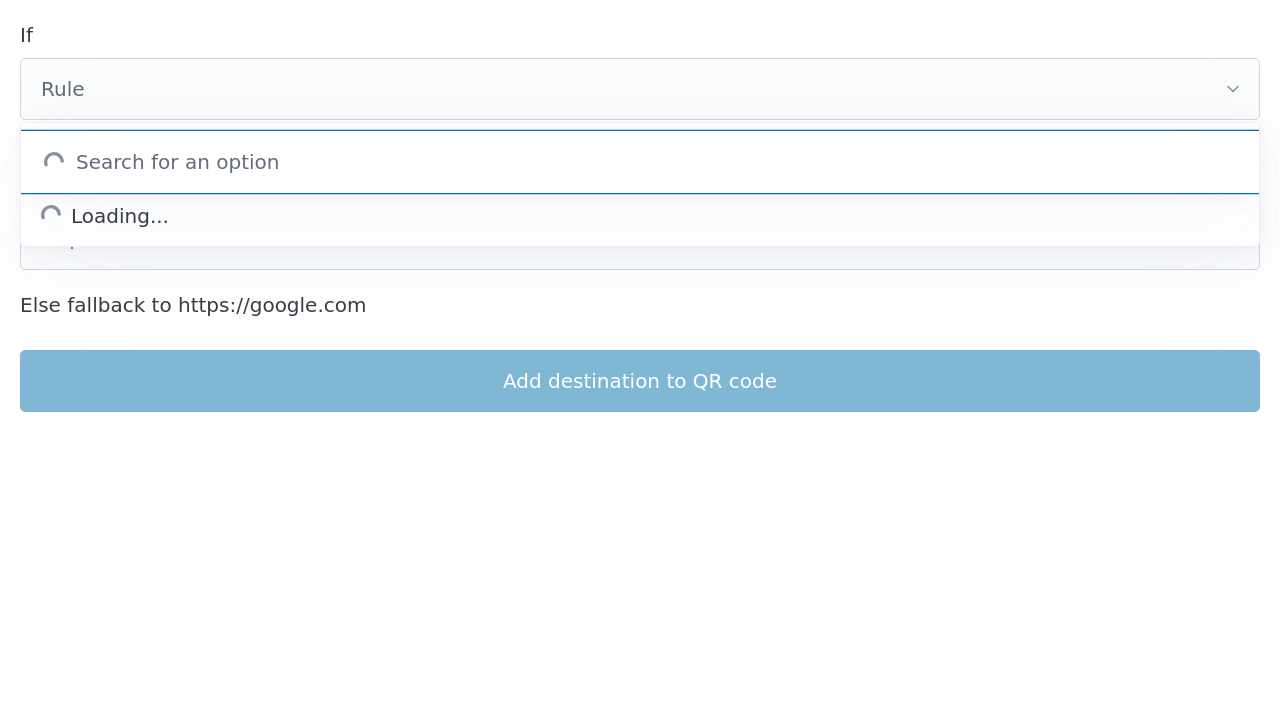 If
Rule
Search for an option
Loading...
Else fallback to https://google.com
Add destination to QR code